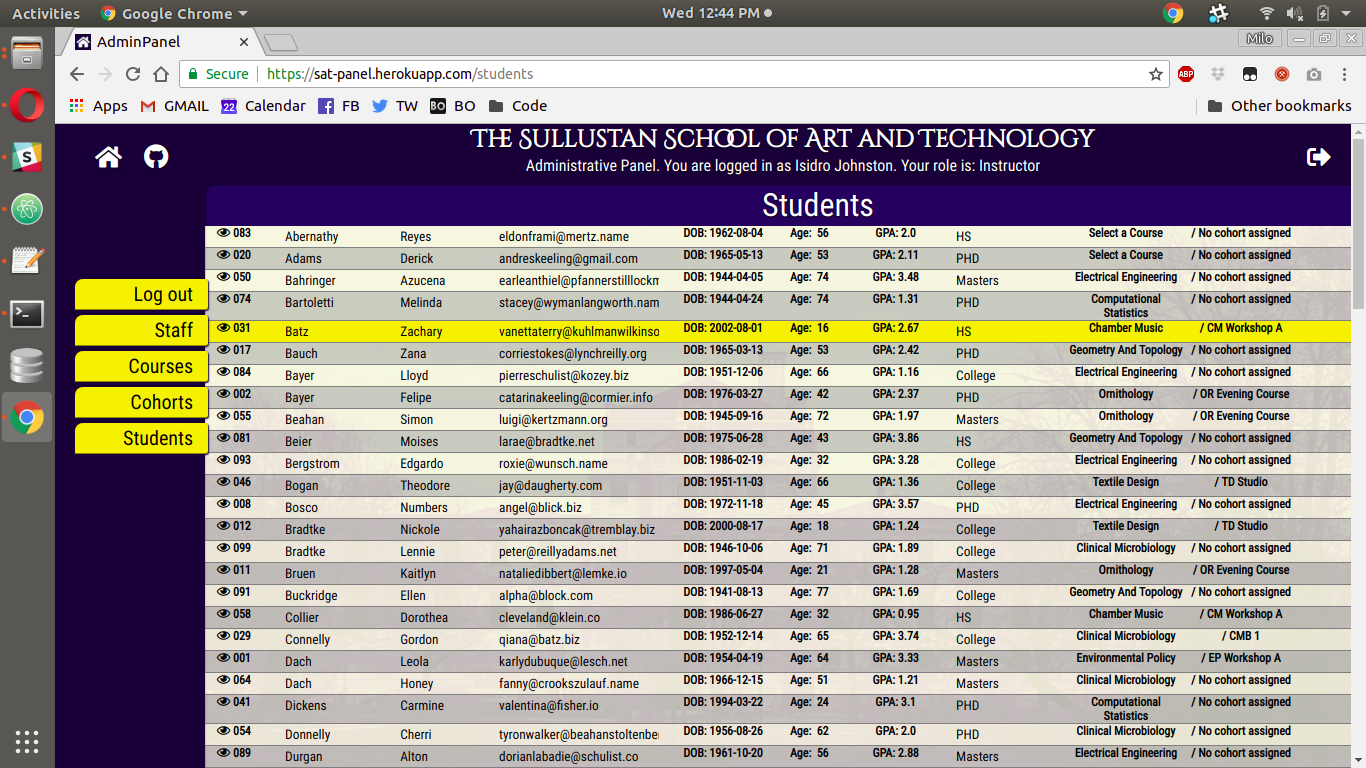 Activities Google Chrome Wed 12:44 PM
AdminPanel Milo
Secure https://sat-panel.herokuapp.com/students ABP
Apps GMAIL 22 Calendar FB TW BO BO Code Other bookmarks
The Sullustan School of Art and Technology
Administrative Panel. You are logged in as Isidro Johnston. Your role is: Instructor
Log out
Staff
Courses
Cohorts
Students
Students
083 Abernathy Reyes eldonframi@mertz.name DOB: 1962-08-04 Age: 56 GPA: 2.0 HS Select a Course / No cohort assigned
020 Adams Derick andreskeeling@gmail.com DOB: 1965-05-13 Age: 53 GPA: 2.11 PHD Select a Course / No cohort assigned
050 Bahringer Azucena earleanthiel@pfannerstilllockm DOB: 1944-04-05 Age: 74 GPA: 3.48 Masters Electrical Engineering / No cohort assigned
074 Bartoletti Melinda stacey@wymanlangworth.nam DOB: 1944-04-24 Age: 74 GPA: 1.31 PHD Computational / No cohort assigned
Statistics
031 Batz Zachary vanettaterry@kuhlmanwilkinso DOB: 2002-08-01 Age: 16 GPA: 2.67 HS Chamber Music / CM Workshop A
017 Bauch Zana corriestokes@lynchreilly.org DOB: 1965-03-13 Age: 53 GPA: 2.42 PHD Geometry And Topology / No cohort assigned
084 Bayer Lloyd pierreschulist@kozey.biz DOB: 1951-12-06 Age: 66 GPA: 1.16 College Electrical Engineering / No cohort assigned
002 Bayer Felipe catarinakeeling@cormier.info DOB: 1976-03-27 Age: 42 GPA: 2.37 PHD Ornithology / OR Evening Course
055 Beahan Simon luigi@kertzmann.org DOB: 1945-09-16 Age: 72 GPA: 1.97 Masters Ornithology / OR Evening Course
081 Beier Moises larae@bradtke.net DOB: 1975-06-28 Age: 43 GPA: 3.86 HS Geometry And Topology / No cohort assigned
093 Bergstrom Edgardo roxie@wunsch.name DOB: 1986-02-19 Age: 32 GPA: 3.28 College Electrical Engineering / No cohort assigned
046 Bogan Theodore jay@daugherty.com DOB: 1951-11-03 Age: 66 GPA: 1.36 College Textile Design / TD Studio
008 Bosco Numbers angel@blick.biz DOB: 1972-11-18 Age: 45 GPA: 3.57 PHD Electrical Engineering / No cohort assigned
012 Bradtke Nickole yahairazboncak@tremblay.biz DOB: 2000-08-17 Age: 18 GPA: 1.24 College Textile Design / TD Studio
099 Bradtke Lennie peter@reillyadams.net DOB: 1946-10-06 Age: 71 GPA: 1.89 College Clinical Microbiology / No cohort assigned
011 Bruen Kaitlyn nataliedibbert@lemke.io DOB: 1997-05-04 Age: 21 GPA: 1.28 Masters Ornithology / OR Evening Course
091 Buckridge Ellen alpha@block.com DOB: 1941-08-13 Age: 77 GPA: 1.69 College Geometry And Topology / No cohort assigned
058 Collier Dorothea cleveland@klein.co DOB: 1986-06-27 Age: 32 GPA: 0.95 HS Chamber Music / CM Workshop A
029 Connelly Gordon qiana@batz.biz DOB: 1952-12-14 Age: 65 GPA: 3.74 College Clinical Microbiology / CMB 1
001 Dach Leola karlydubuque@lesch.net DOB: 1954-04-19 Age: 64 GPA: 3.33 Masters Environmental Policy / EP Workshop A
064 Dach Honey fanny@crookszulauf.name DOB: 1966-12-15 Age: 51 GPA: 1.21 Masters Clinical Microbiology / No cohort assigned
041 Dickens Carmine valentina@fisher.io DOB: 1994-03-22 Age: 24 GPA: 3.1 PHD Computational / No cohort assigned
Statistics
054 Donnelly Cherri tyronwalker@beahanstoltenber DOB: 1956-08-26 Age: 62 GPA: 2.0 PHD Clinical Microbiology / No cohort assigned
089 Durgan Alton dorianlabadie@schulist.co DOB: 1961-10-20 Age: 56 GPA: 2.88 Masters Electrical Engineering / No cohort assigned